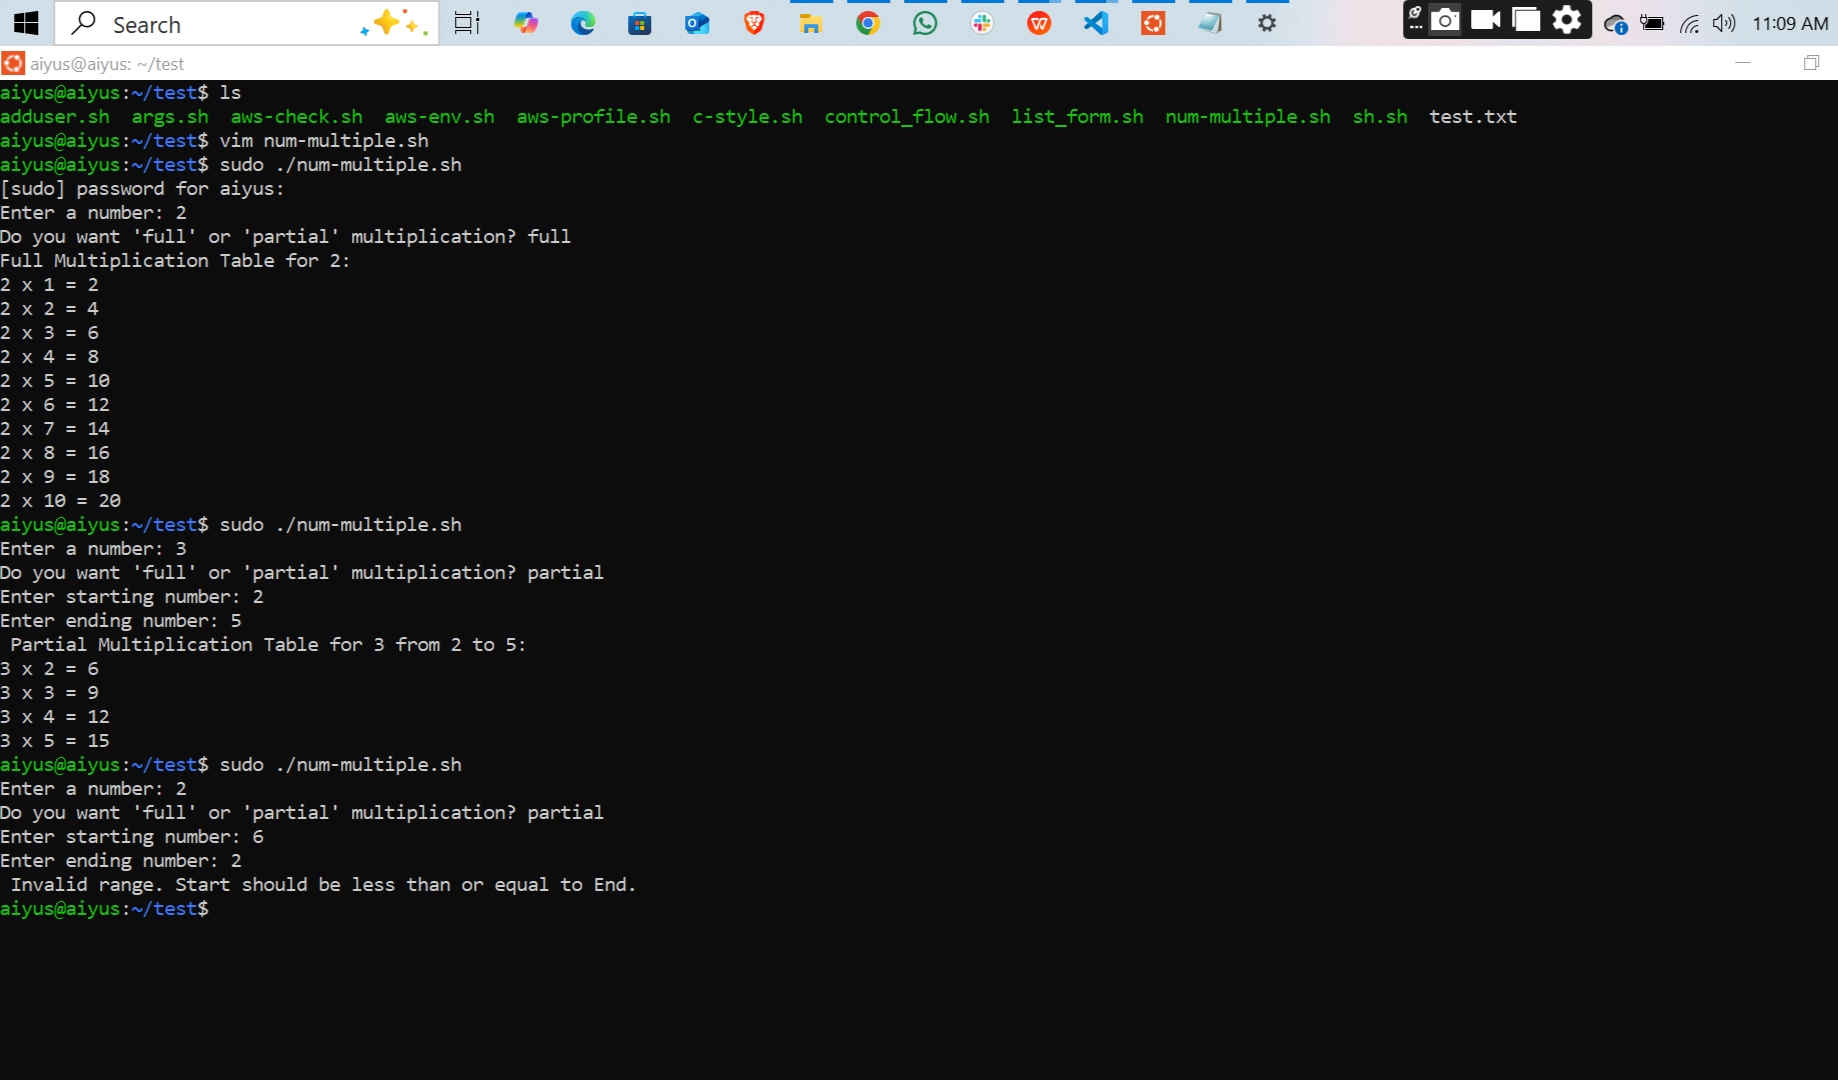 Search
11:09 AM
aiyus@aiyus: ~/test
aiyus@aiyus:~/test$ ls
adduser.sh  args.sh  aws-check.sh  aws-env.sh  aws-profile.sh  c-style.sh  control_flow.sh  list_form.sh  num-multiple.sh  sh.sh  test.txt
aiyus@aiyus:~/test$ vim num-multiple.sh
aiyus@aiyus:~/test$ sudo ./num-multiple.sh
[sudo] password for aiyus:
Enter a number: 2
Do you want 'full' or 'partial' multiplication? full
Full Multiplication Table for 2:
2 x 1 = 2
2 x 2 = 4
2 x 3 = 6
2 x 4 = 8
2 x 5 = 10
2 x 6 = 12
2 x 7 = 14
2 x 8 = 16
2 x 9 = 18
2 x 10 = 20
aiyus@aiyus:~/test$ sudo ./num-multiple.sh
Enter a number: 3
Do you want 'full' or 'partial' multiplication? partial
Enter starting number: 2
Enter ending number: 5
 Partial Multiplication Table for 3 from 2 to 5:
3 x 2 = 6
3 x 3 = 9
3 x 4 = 12
3 x 5 = 15
aiyus@aiyus:~/test$ sudo ./num-multiple.sh
Enter a number: 2
Do you want 'full' or 'partial' multiplication? partial
Enter starting number: 6
Enter ending number: 2
 Invalid range. Start should be less than or equal to End.
aiyus@aiyus:~/test$